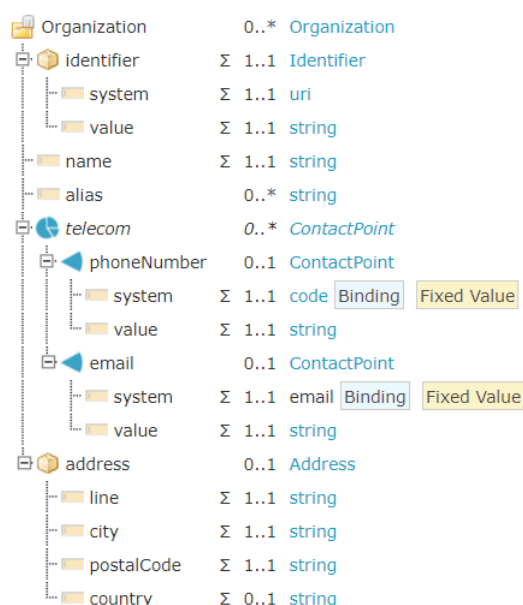 Organization 0..* Organization
identifier Σ 1..1 Identifier
system Σ 1..1 uri
value Σ 1..1 string
name Σ 1..1 string
alias 0..* string
telecom 0..* ContactPoint
phoneNumber 0..1 ContactPoint
system Σ 1..1 code Binding Fixed Value
value Σ 1..1 string
email 0..1 ContactPoint
system Σ 1..1 email Binding Fixed Value
value Σ 1..1 string
address 0..1 Address
line Σ 1..1 string
city Σ 1..1 string
postalCode Σ 1..1 string
country Σ 0..1 string